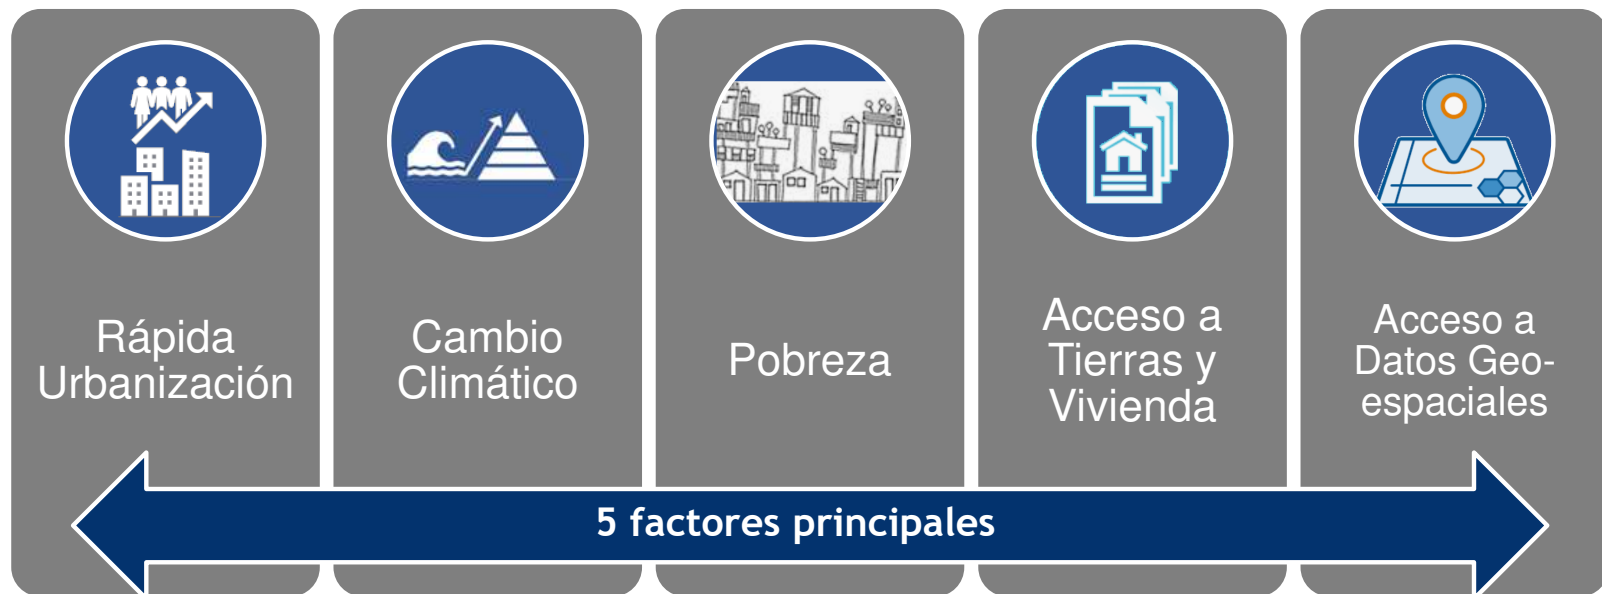 Rápida
Urbanización
Cambio
Climático
Pobreza
Acceso a
Tierras y
Vivienda
Acceso a
Datos Geo-
espaciales
5 factores principales